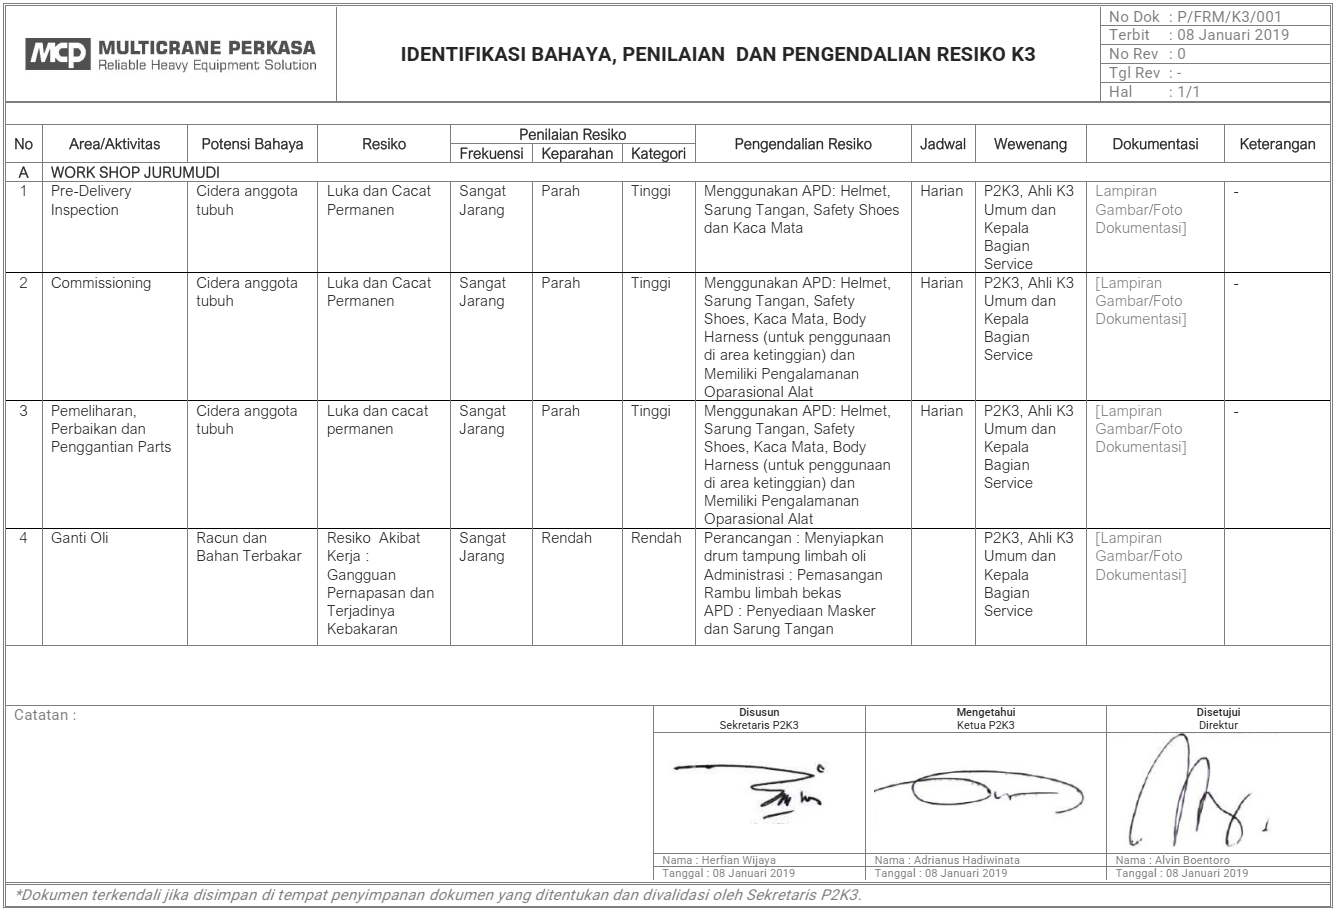 MCP MULTICRANE PERKASA
Reliable Heavy Equipment Solution
IDENTIFIKASI BAHAYA, PENILAIAN DAN PENGENDALIAN RESIKO K3
No Dok : P/FRM/K3/001
Terbit : 08 Januari 2019
No Rev : 0
Tgl Rev : -
Hal : 1/1
No Area/Aktivitas Potensi Bahaya Resiko Penilaian Resiko Pengendalian Resiko Jadwal Wewenang Dokumentasi Keterangan
Frekuensi Keparahan Kategori
A WORK SHOP JURUMUDI
1 Pre-Delivery Cidera anggota Luka dan Cacat Sangat Parah Tinggi Menggunakan APD: Helmet, Harian P2K3, Ahli K3 Lampiran -
Inspection tubuh Permanen Jarang Sarung Tangan, Safety Shoes Umum dan Gambar/Foto
dan Kaca Mata Kepala Dokumentasi]
Bagian
Service
2 Commissioning Cidera anggota Luka dan Cacat Sangat Parah Tinggi Menggunakan APD: Helmet, Harian P2K3, Ahli K3 [Lampiran -
tubuh Permanen Jarang Sarung Tangan, Safety Umum dan Gambar/Foto
Shoes, Kaca Mata, Body Kepala Dokumentasi]
Harness (untuk penggunaan Bagian
di area ketinggian) dan Service
Memiliki Pengalamanan
Oparasional Alat
3 Pemeliharan, Cidera anggota Luka dan cacat Sangat Parah Tinggi Menggunakan APD: Helmet, Harian P2K3, Ahli K3 [Lampiran -
Perbaikan dan tubuh permanen Jarang Sarung Tangan, Safety Umum dan Gambar/Foto
Penggantian Parts Shoes, Kaca Mata, Body Kepala Dokumentasi]
Harness (untuk penggunaan Bagian
di area ketinggian) dan Service
Memiliki Pengalamanan
Oparasional Alat
4 Ganti Oli Racun dan Resiko Akibat Sangat Rendah Rendah Perancangan : Menyiapkan P2K3, Ahli K3 [Lampiran
Bahan Terbakar Kerja : Jarang drum tampung limbah oli Umum dan Gambar/Foto
Gangguan Administrasi : Pemasangan Kepala Dokumentasi]
Pernapasan dan Rambu limbah bekas Bagian
Terjadinya APD : Penyediaan Masker Service
Kebakaran dan Sarung Tangan
Catatan :
Disusun Mengetahui Disetujui
Sekretaris P2K3 Ketua P2K3 Direktur
Nama : Herfian Wijaya Nama : Adrianus Hadiwinata Nama : Alvin Boentoro
Tanggal : 08 Januari 2019 Tanggal : 08 Januari 2019 Tanggal : 08 Januari 2019
*Dokumen terkendali jika disimpan di tempat penyimpanan dokumen yang ditentukan dan divalidasi oleh Sekretaris P2K3.